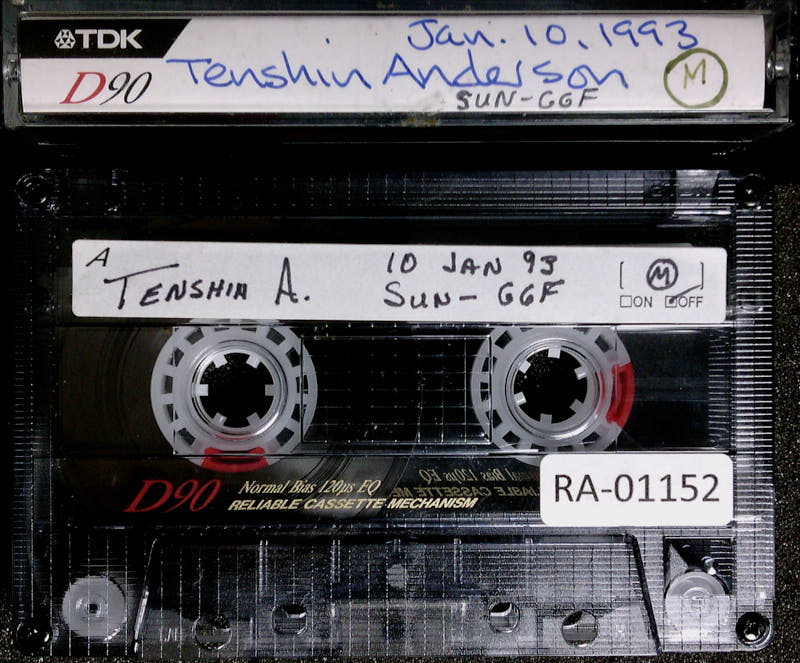 TDK
Jan. 10, 1993
D90
Tenshin Anderson
M
SUN-GGF
A
TENSHIN A.
10 JAN 93
SUN- GGF
[M]
ON OFF
D90
Normal Bias 120µs EQ
RELIABLE CASSETTE MECHANISM
RA-01152